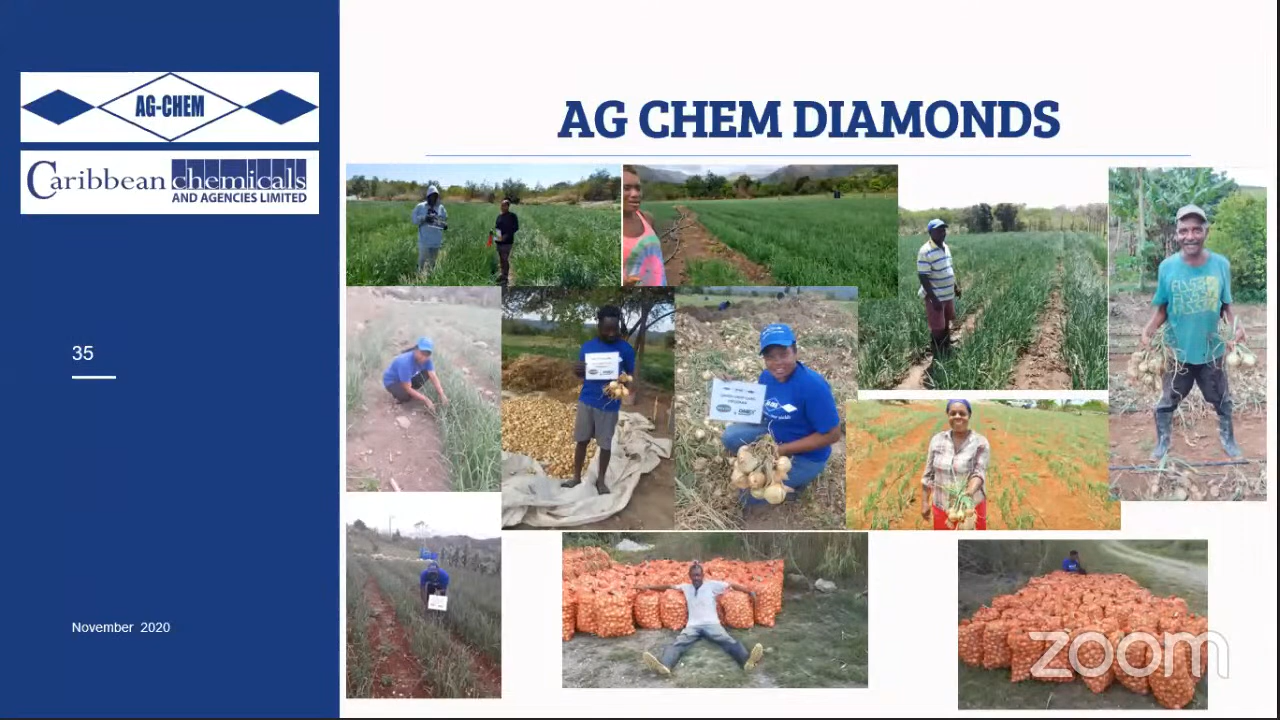 AG-CHEM
Caribbean chemicals
AND AGENCIES LIMITED
35
November 2020
AG CHEM DIAMONDS
zoom